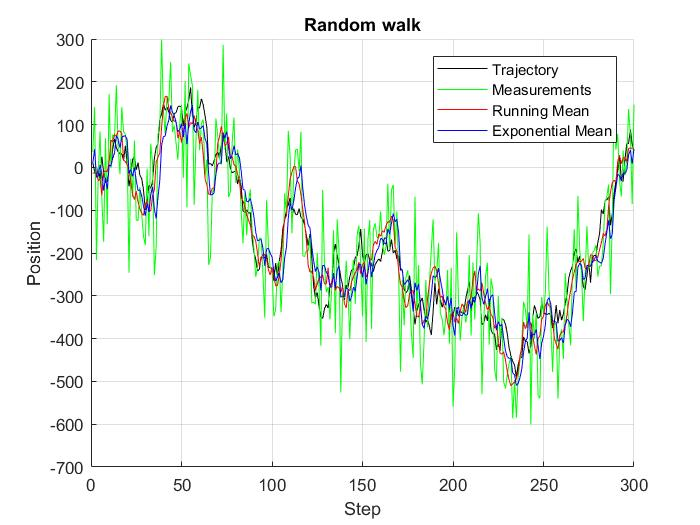 Random walk
Trajectory
Measurements
Running Mean
Exponential Mean
300
200
100
0
-100
-200
-300
-400
-500
-600
-700
Position
0 50 100 150 200 250 300
Step